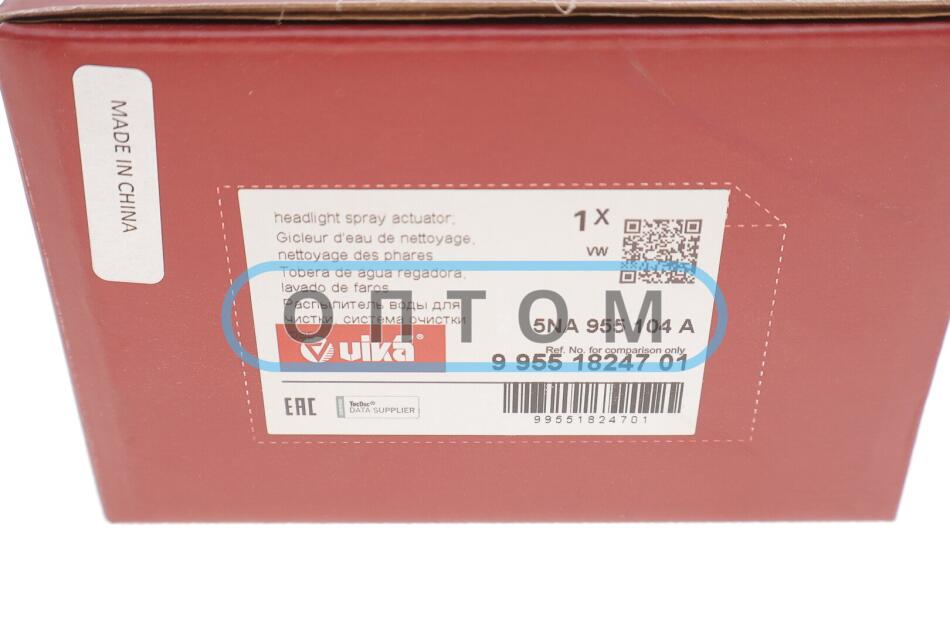 MADE IN CHINA
headlight spray actuator;
Gicleur d'eau de nettoyage,
nettoyage des phares
Tobera de agua regadora,
lavado de faros
Распылитель воды для
чистки, система очистки
1X
VW
ОПТОМ
5NA 955 104 A
Ref. No. for comparison only
9 955 18247 01
vika®
EAC
TecDoc®
DATA SUPPLIER
99551824701